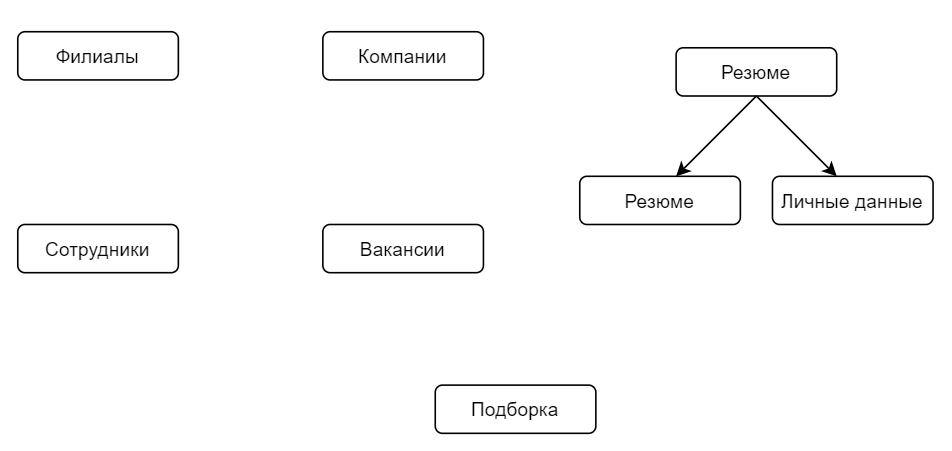 Филиалы
Компании
Резюме
Резюме
Личные данные
Сотрудники
Вакансии
Подборка